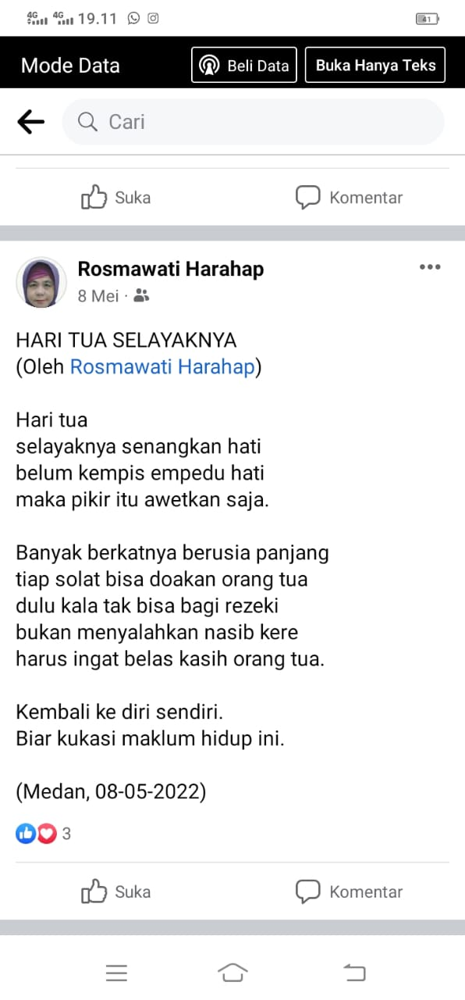 4G 4G 19.11 41
Mode Data Beli Data Buka Hanya Teks
Cari
Suka Komentar
Rosmawati Harahap
8 Mei ·
HARI TUA SELAYAKNYA
(Oleh Rosmawati Harahap)
Hari tua
selayaknya senangkan hati
belum kempis empedu hati
maka pikir itu awetkan saja.
Banyak berkatnya berusia panjang
tiap solat bisa doakan orang tua
dulu kala tak bisa bagi rezeki
bukan menyalahkan nasib kere
harus ingat belas kasih orang tua.
Kembali ke diri sendiri.
Biar kukasi maklum hidup ini.
(Medan, 08-05-2022)
3
Suka Komentar